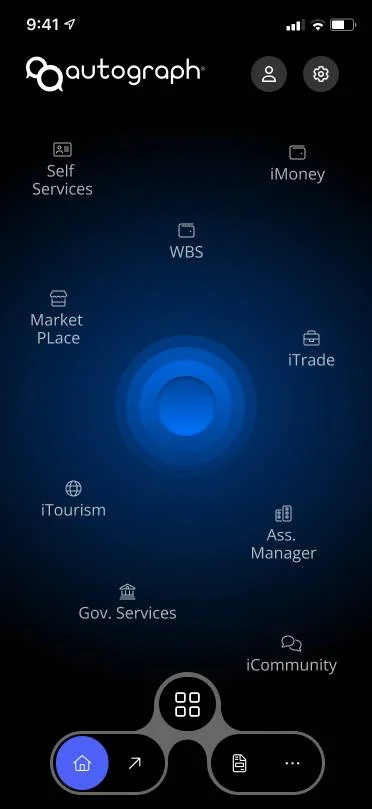 9:41
autograph
Self
Services
iMoney
WBS
Market
PLace
iTrade
iTourism
Ass.
Manager
Gov. Services
iCommunity